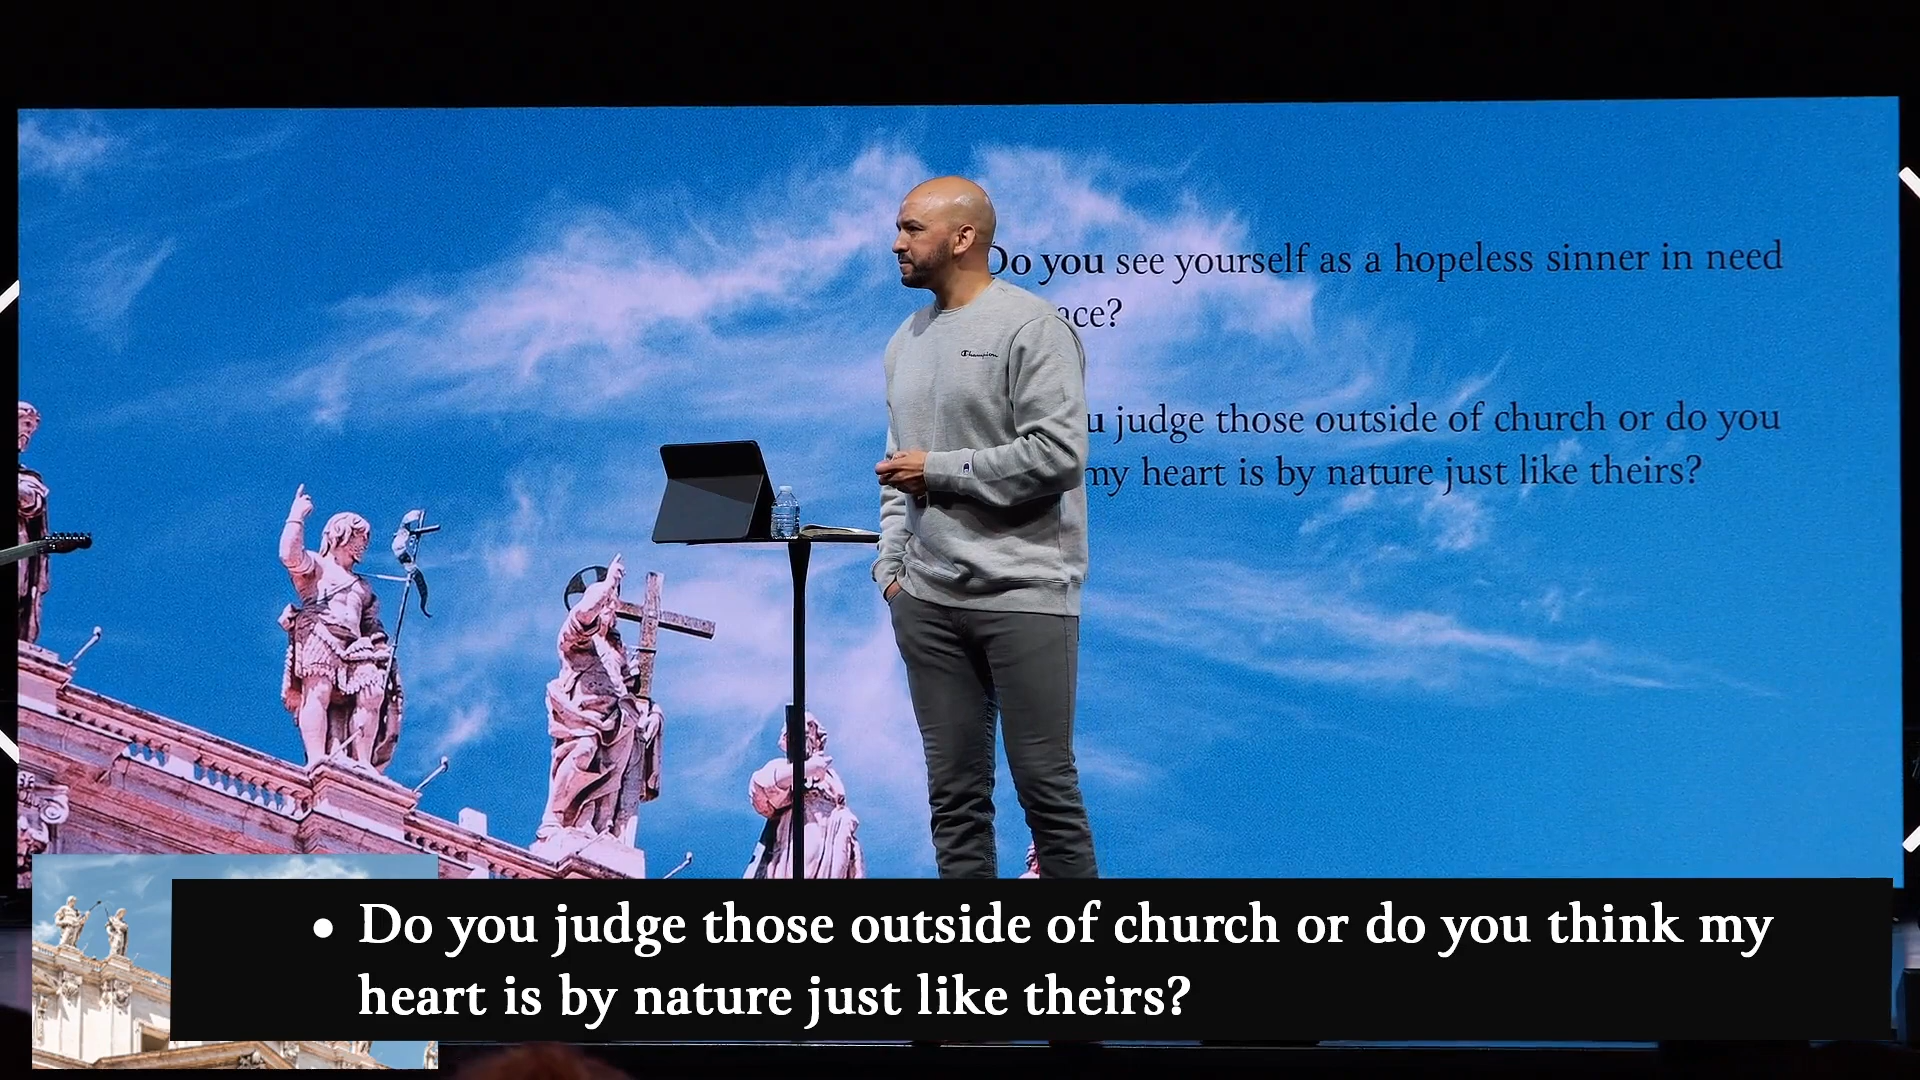 Do you see yourself as a hopeless sinner in need
ace?
Champion
judge those outside of church or do you
my heart is by nature just like theirs?
• Do you judge those outside of church or do you think my
heart is by nature just like theirs?